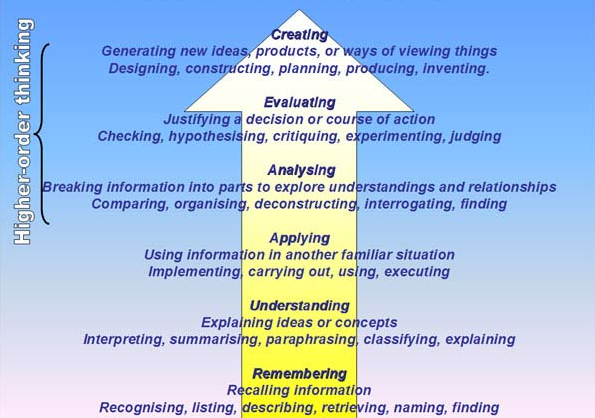 Higher-order thinking
Creating
Generating new ideas, products, or ways of viewing things
Designing, constructing, planning, producing, inventing.
Evaluating
Justifying a decision or course of action
Checking, hypothesising, critiquing, experimenting, judging
Analysing
Breaking information into parts to explore understandings and relationships
Comparing, organising, deconstructing, interrogating, finding
Applying
Using information in another familiar situation
Implementing, carrying out, using, executing
Understanding
Explaining ideas or concepts
Interpreting, summarising, paraphrasing, classifying, explaining
Remembering
Recalling information
Recognising, listing, describing, retrieving, naming, finding